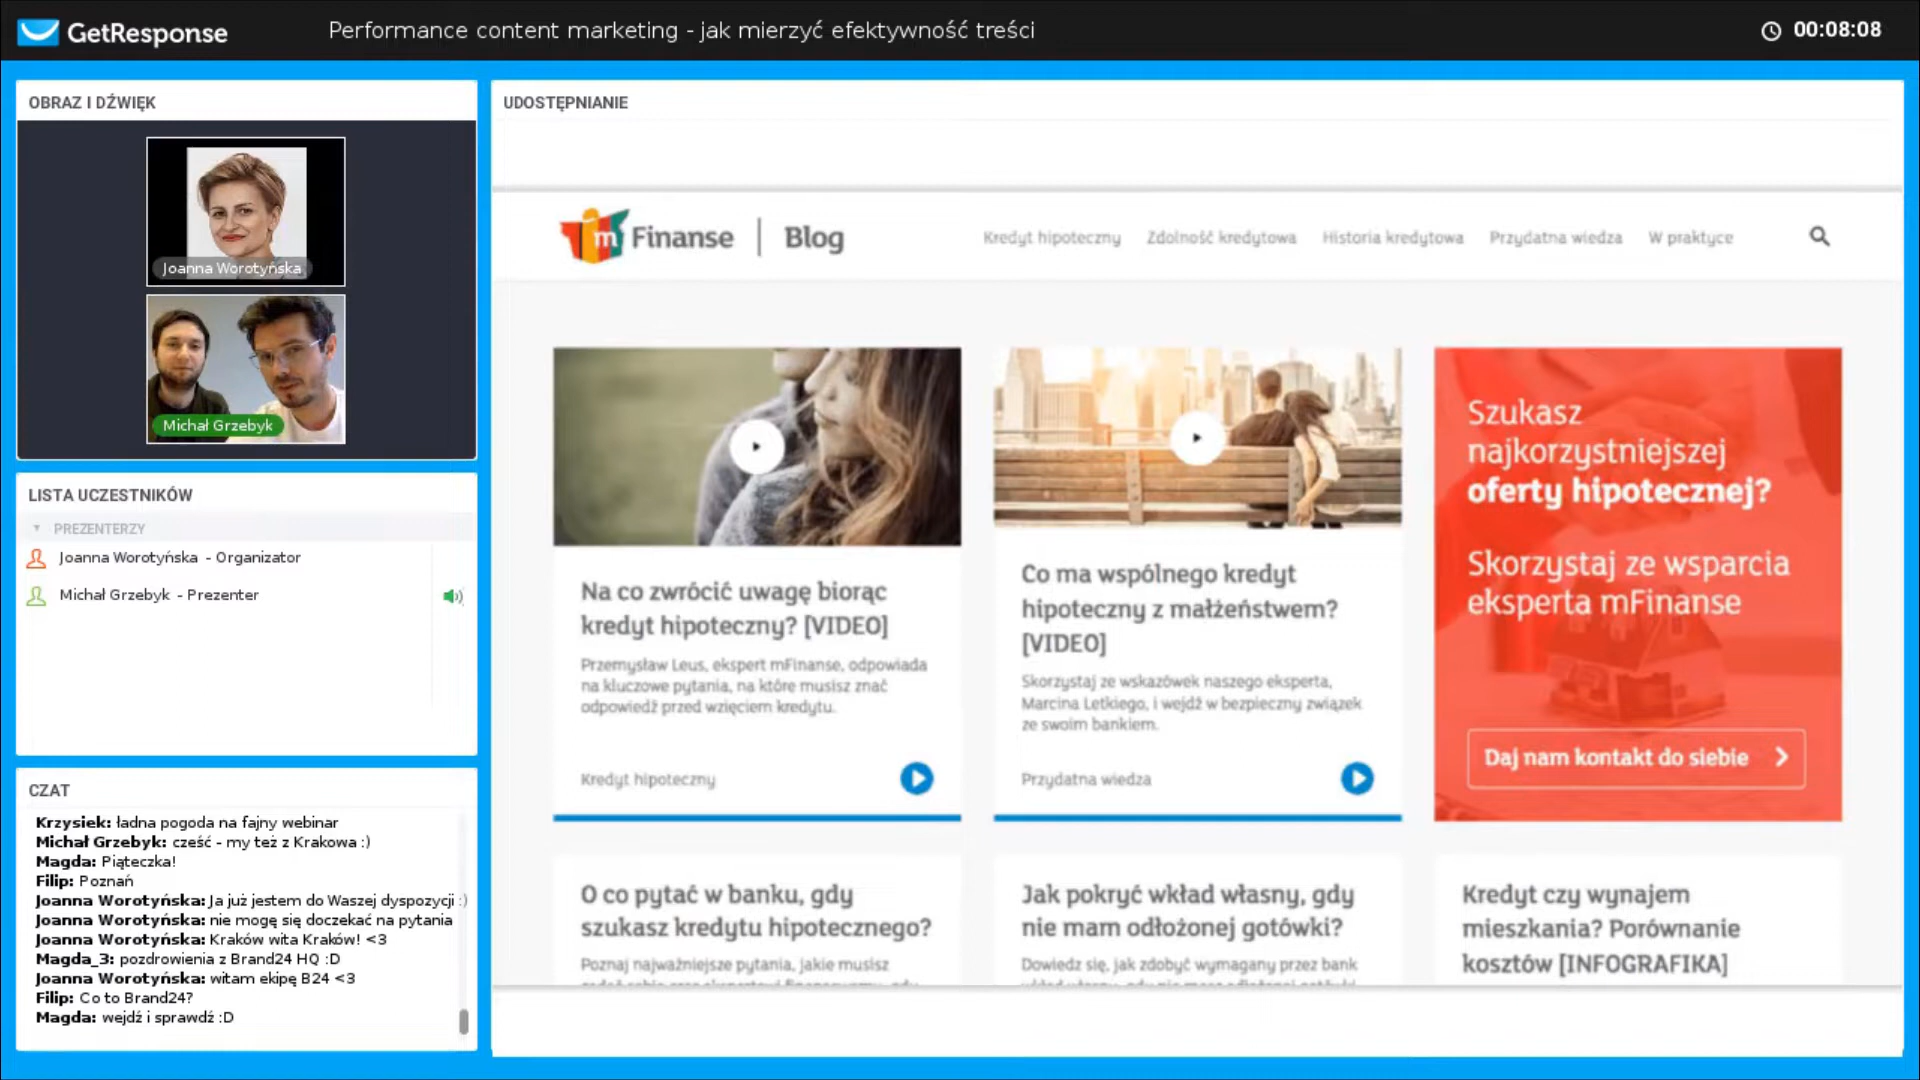 GetResponse
Performance content marketing - jak mierzyć efektywność treści
00:08:08
OBRAZ I DŹWIĘK
Joanna Worotyńska
Michał Grzebyk
LISTA UCZESTNIKÓW
PREZENTERZY
Joanna Worotyńska - Organizator
Michał Grzebyk - Prezenter
CZAT
Krzysiek: ładna pogoda na fajny webinar
Michał Grzebyk: cześć - my też z Krakowa :)
Magda: Piąteczka!
Filip: Poznań
Joanna Worotyńska: Ja już jestem do Waszej dyspozycji :)
Joanna Worotyńska: nie mogę się doczekać na pytania
Joanna Worotyńska: Kraków wita Kraków! <3
Magda_3: pozdrowienia z Brand24 HQ :D
Joanna Worotyńska: witam ekipę B24 <3
Filip: Co to Brand24?
Magda: wejdź i sprawdź :D
UDOSTĘPNIANIE
m Finanse | Blog
Kredyt hipoteczny
Zdolność kredytowa
Historia kredytowa
Przydatna wiedza
W praktyce
Na co zwrócić uwagę biorąc
kredyt hipoteczny? [VIDEO]
Przemysław Leus, ekspert mFinanse, odpowiada
na kluczowe pytania, na które musisz znać
odpowiedź przed wzięciem kredytu.
Kredyt hipoteczny
Co ma wspólnego kredyt
hipoteczny z małżeństwem?
[VIDEO]
Skorzystaj ze wskazówek naszego eksperta,
Marcina Letkiego, i wejdź w bezpieczny związek
ze swoim bankiem.
Przydatna wiedza
Szukasz
najkorzystniejszej
oferty hipotecznej?
Skorzystaj ze wsparcia
eksperta mFinanse
Daj nam kontakt do siebie
O co pytać w banku, gdy
szukasz kredytu hipotecznego?
Poznaj najważniejsze pytania, jakie musisz
Jak pokryć wkład własny, gdy
nie mam odłożonej gotówki?
Dowiedz się, jak zdobyć wymagany przez bank
Kredyt czy wynajem
mieszkania? Porównanie
kosztów [INFOGRAFIKA]